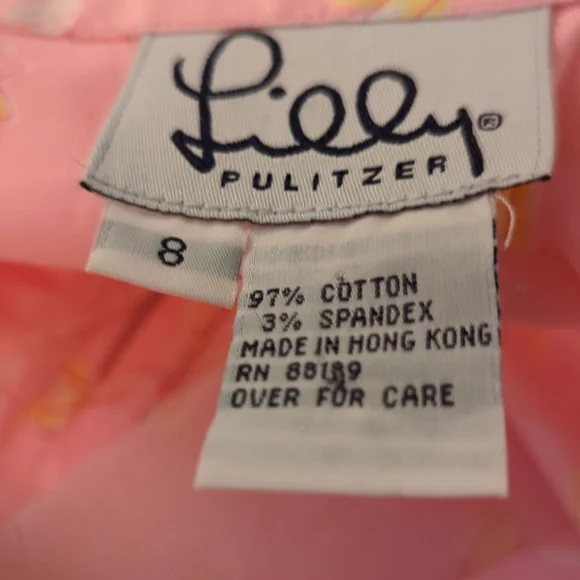 Lilly®
PULITZER
8
97% COTTON
3% SPANDEX
MADE IN HONG KONG
RN 88189
OVER FOR CARE